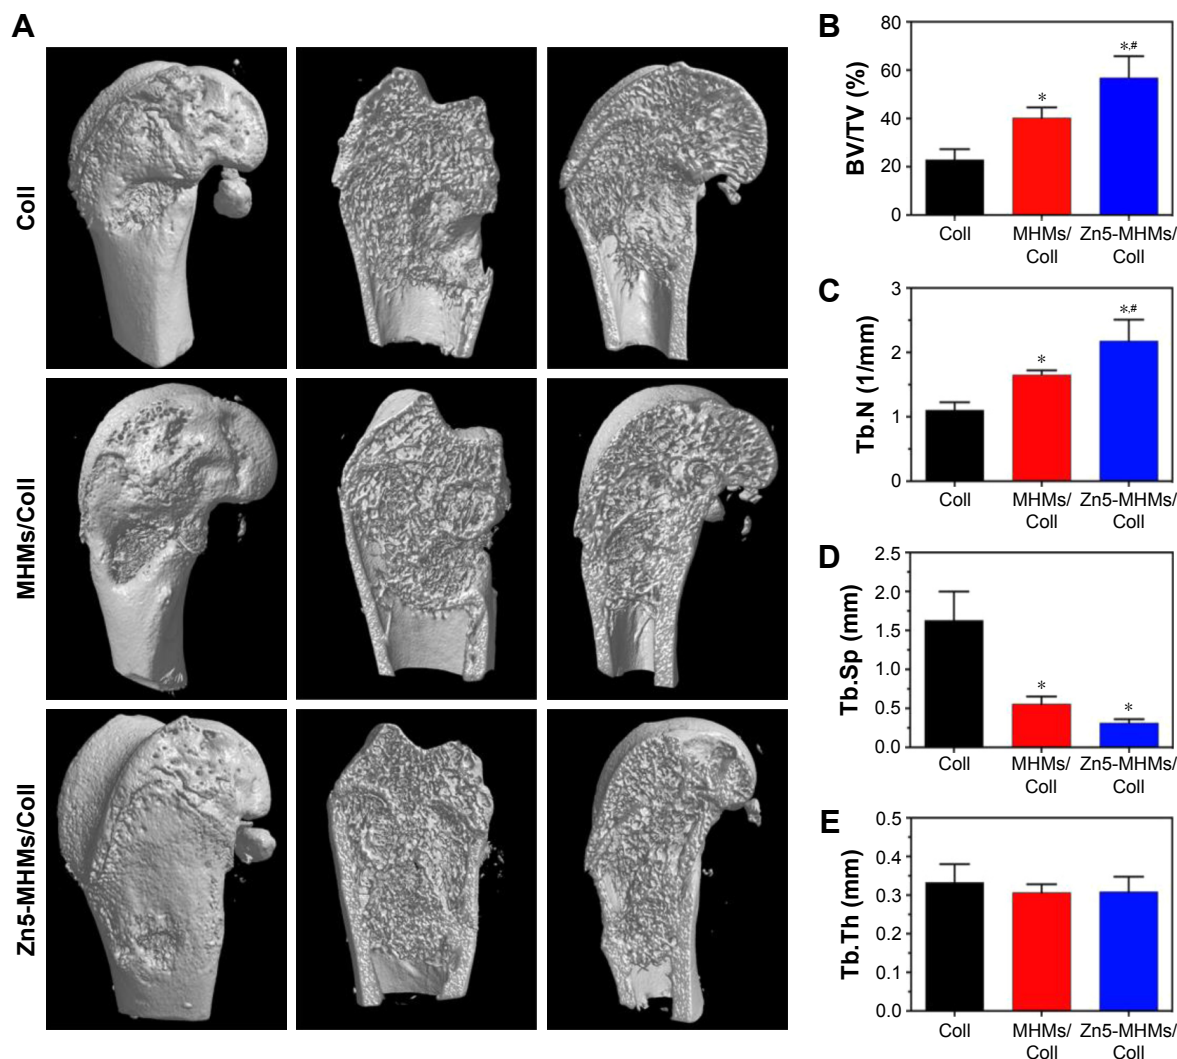 A
Coll
MHMs/Coll
Zn5-MHMs/Coll
B
BV/TV (%)
80
60
40
20
0
*
*,#
Coll
MHMs/
Coll
Zn5-MHMs/
Coll
C
Tb.N (1/mm)
3
2
1
0
*
*,#
Coll
MHMs/
Coll
Zn5-MHMs/
Coll
D
Tb.Sp (mm)
2.5
2.0
1.5
1.0
0.5
0.0
*
*
Coll
MHMs/
Coll
Zn5-MHMs/
Coll
E
Tb.Th (mm)
0.5
0.4
0.3
0.2
0.1
0.0
Coll
MHMs/
Coll
Zn5-MHMs/
Coll